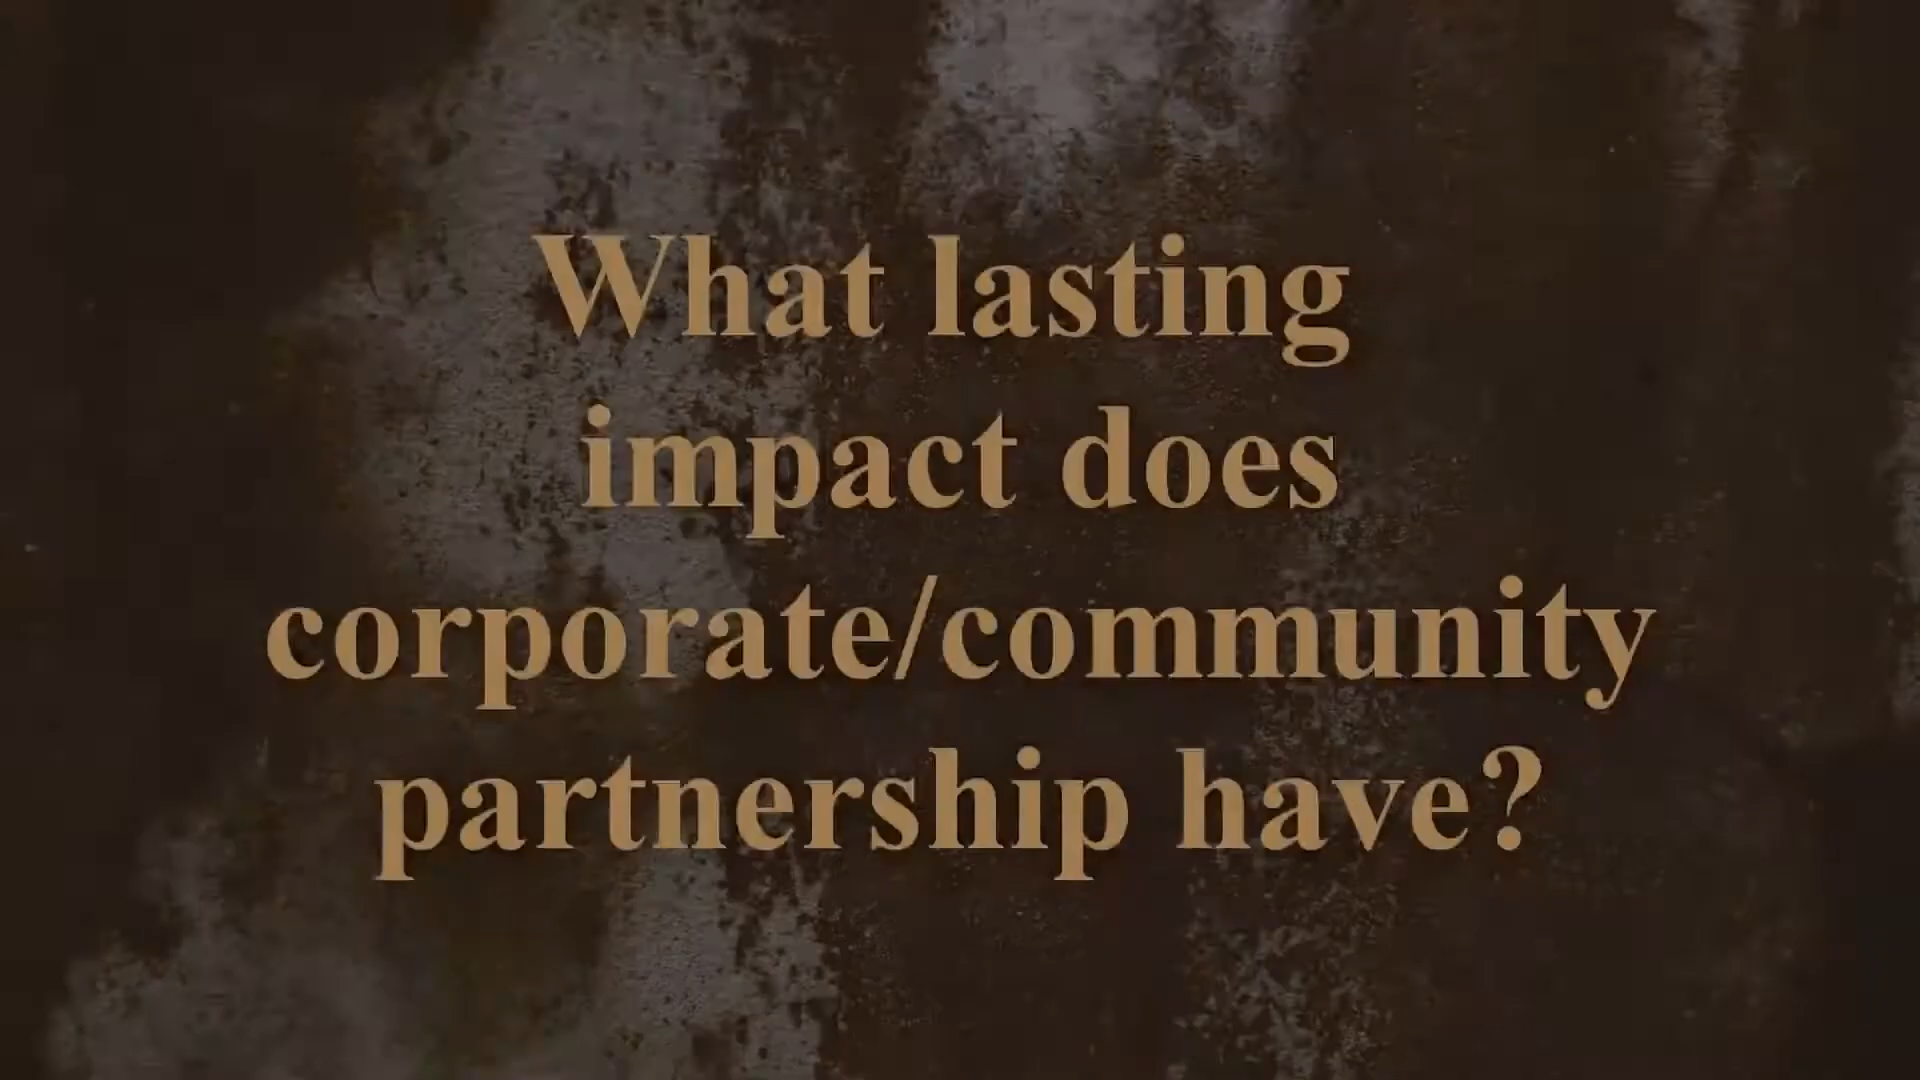 What lasting
impact does
corporate/community
partnership have?